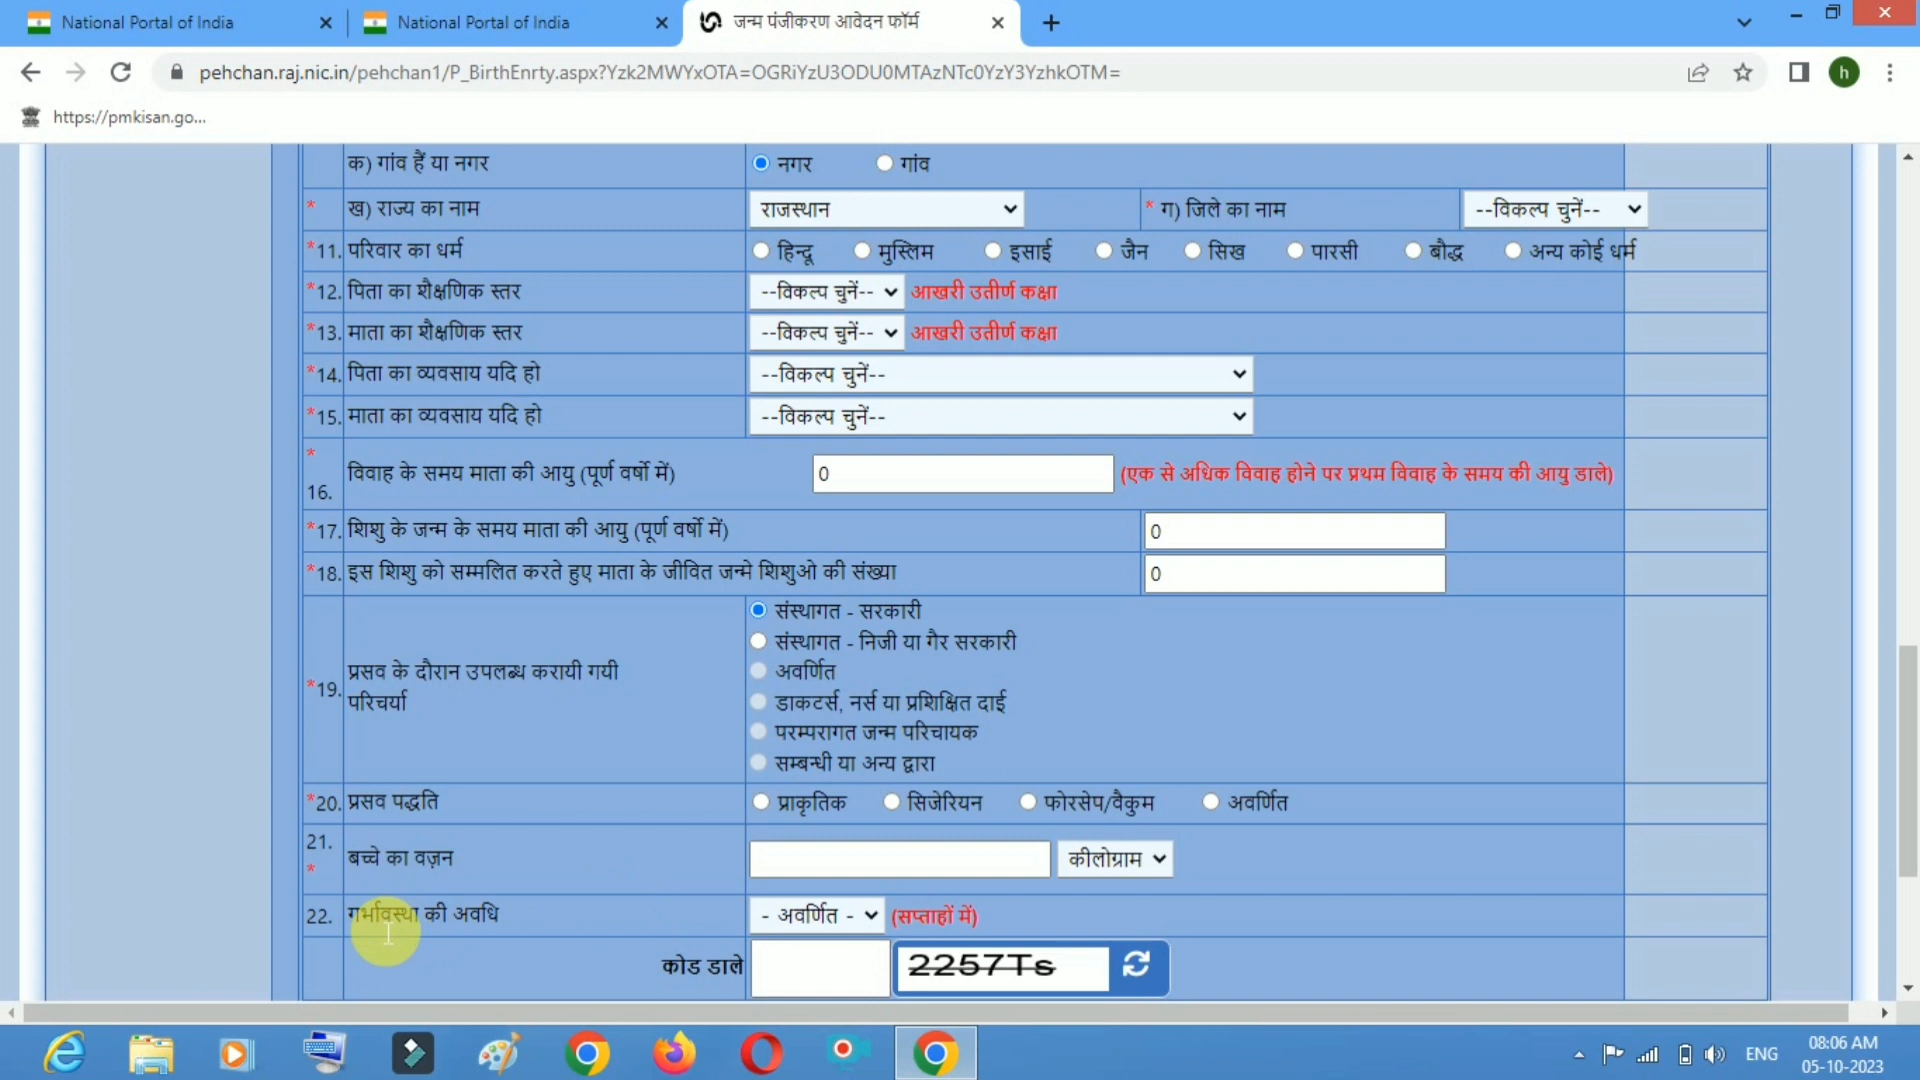 National Portal of India
National Portal of India
जन्म पंजीकरण आवेदन फॉर्म
pehchan.raj.nic.in/pehchan1/P_BirthEnrty.aspx?Yzk2MWYxOTA=OGRiYzU3ODU0MTAzNTc0YzY3YzhkOTM=
h
https://pmkisan.go...
क) गांव हैं या नगर नगर गांव
* ख) राज्य का नाम राजस्थान * ग) जिले का नाम --विकल्प चुनें--
*11. परिवार का धर्म हिन्दू मुस्लिम इसाई जैन सिख पारसी बौद्ध अन्य कोई धर्म
*12. पिता का शैक्षणिक स्तर --विकल्प चुनें-- आखरी उतीर्ण कक्षा
*13. माता का शैक्षणिक स्तर --विकल्प चुनें-- आखरी उतीर्ण कक्षा
*14. पिता का व्यवसाय यदि हो --विकल्प चुनें--
*15. माता का व्यवसाय यदि हो --विकल्प चुनें--
* 16. विवाह के समय माता की आयु (पूर्ण वर्षो में) 0 (एक से अधिक विवाह होने पर प्रथम विवाह के समय की आयु डाले)
*17. शिशु के जन्म के समय माता की आयु (पूर्ण वर्षो में) 0
*18. इस शिशु को सम्मलित करते हुए माता के जीवित जन्मे शिशुओ की संख्या 0
*19. प्रसव के दौरान उपलब्ध करायी गयी
परिचर्या
संस्थागत - सरकारी
संस्थागत - निजी या गैर सरकारी
अवर्णित
डाकटर्स, नर्स या प्रशिक्षित दाई
परम्परागत जन्म परिचायक
सम्बन्धी या अन्य द्वारा
*20. प्रसव पद्धति प्राकृतिक सिजेरियन फोरसेप/वैकुम अवर्णित
21. * बच्चे का वज़न कीलोग्राम
22. गर्भावस्था की अवधि - अवर्णित - (सप्ताहों में)
कोड डाले 2257Ts
ENG
08:06 AM
05-10-2023